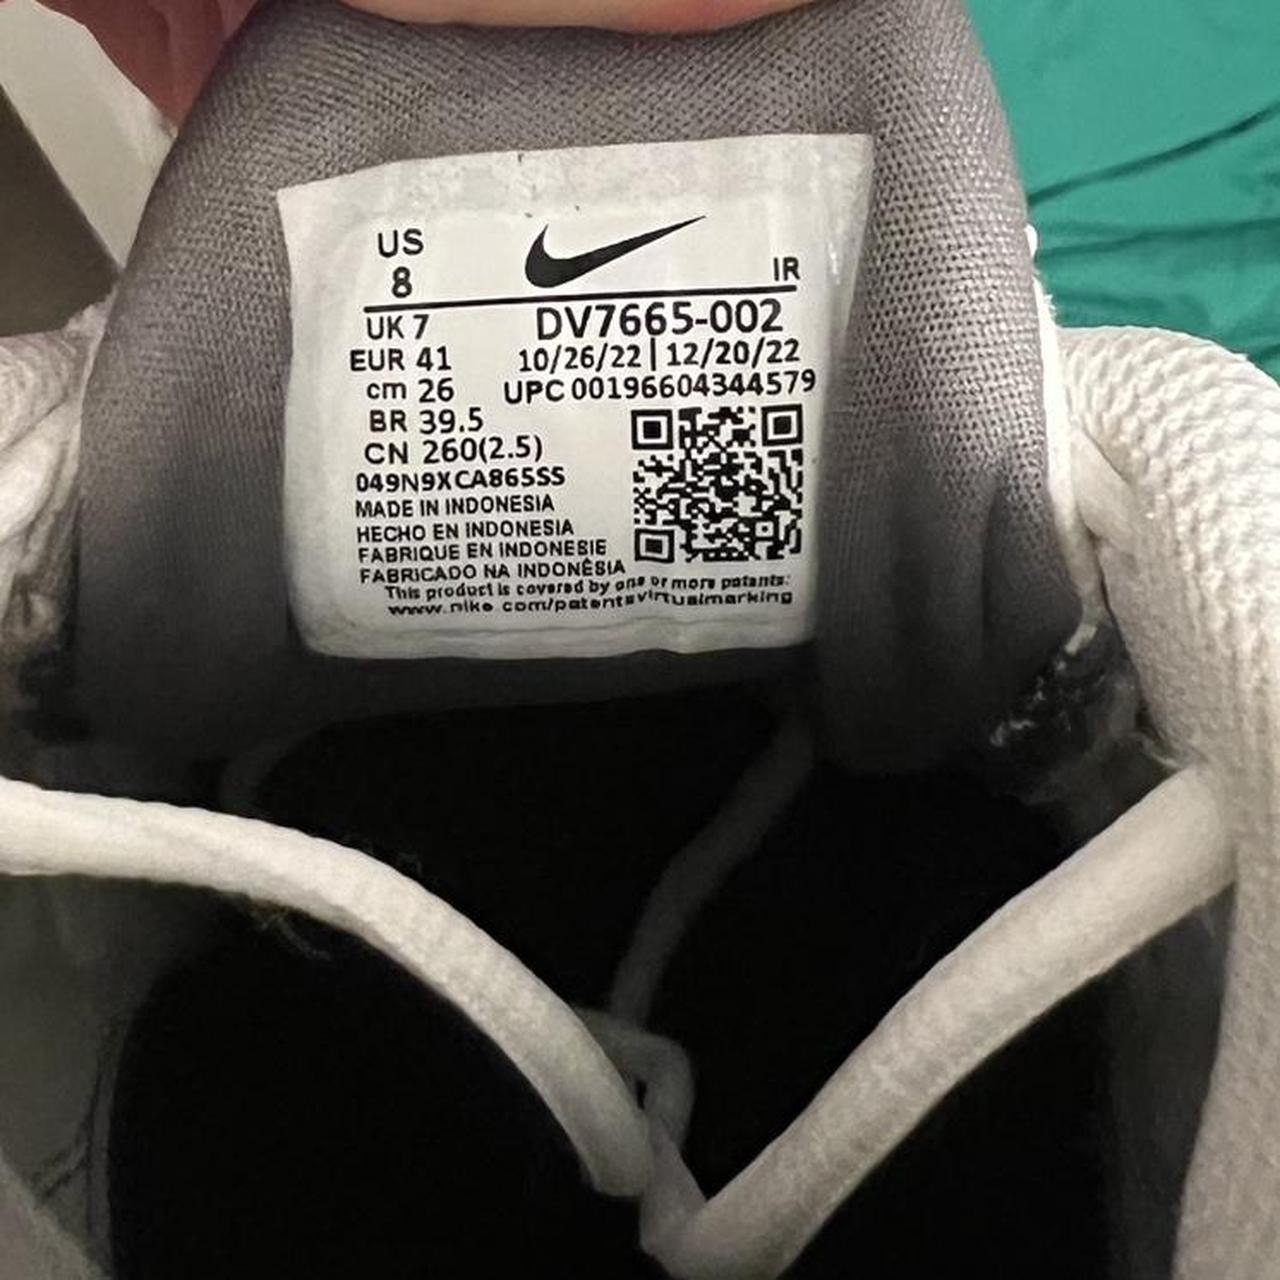 US
8
IR
UK 7
DV7665-002
EUR 41
10/26/22 | 12/20/22
cm 26
UPC 00196604344579
BR 39.5
CN 260(2.5)
049N9XCA865SS
MADE IN INDONESIA
HECHO EN INDONESIA
FABRIQUE EN INDONESIE
FABRICADO NA INDONÊSIA
This product is covered by one or more patents:
www.nike.com/patentsvirtualmarking